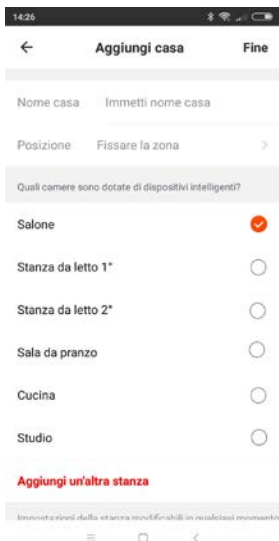 14:26
Aggiungi casa
Fine
Nome casa Immetti nome casa
Posizione Fissare la zona
Quali camere sono dotate di dispositivi intelligenti?
Salone
Stanza da letto 1°
Stanza da letto 2°
Sala da pranzo
Cucina
Studio
Aggiungi un'altra stanza
Impostazioni della stanza modificabili in qualsiasi momento